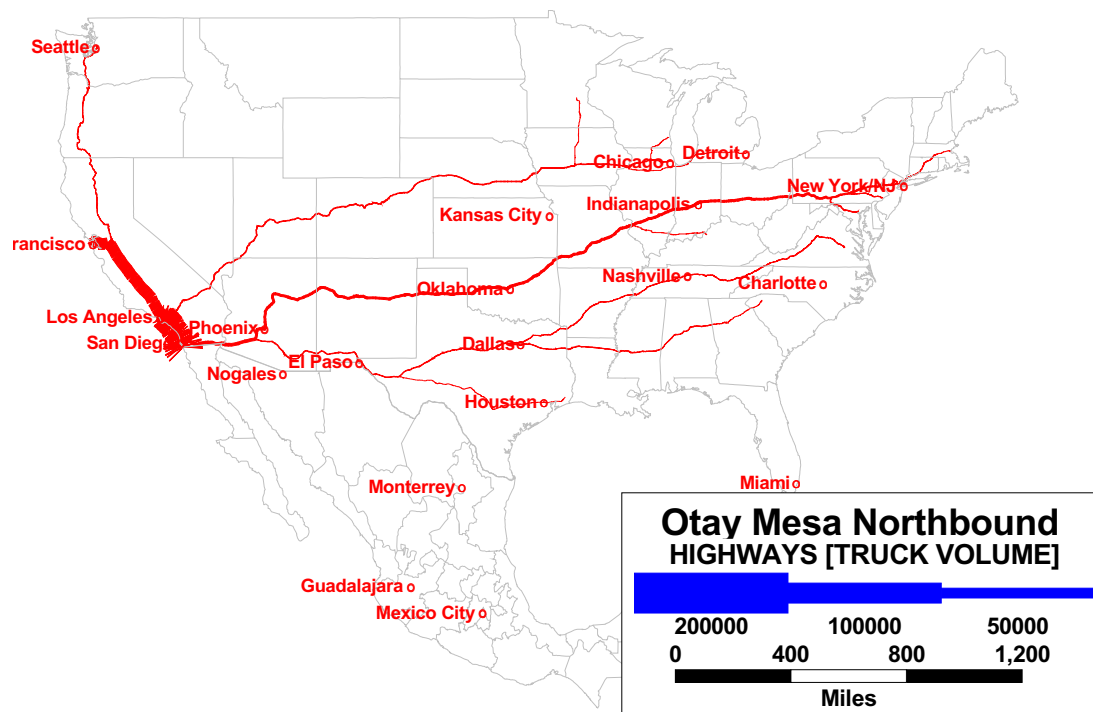 Seattle
Chicago
Detroit
New York/NJ
Indianapolis
Kansas City
rancisco
Nashville
Charlotte
Oklahoma
Los Angeles
Phoenix
San Dieg
Dallas
El Paso
Nogales
Houston
Monterrey
Miami
Otay Mesa Northbound
HIGHWAYS [TRUCK VOLUME]
200000 100000 50000
0 400 800 1,200
Miles
Guadalajara
Mexico City